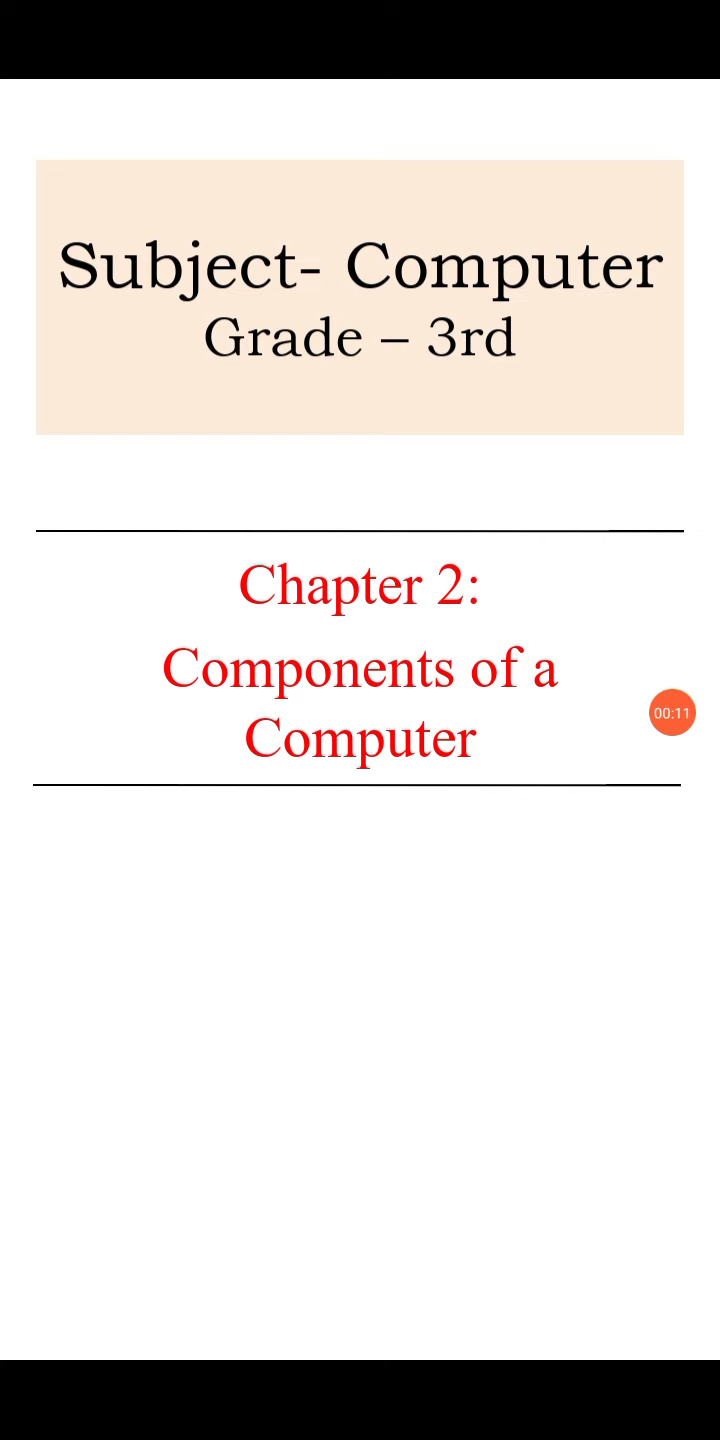 Subject- Computer
Grade – 3rd
Chapter 2:
Components of a
Computer
00:11